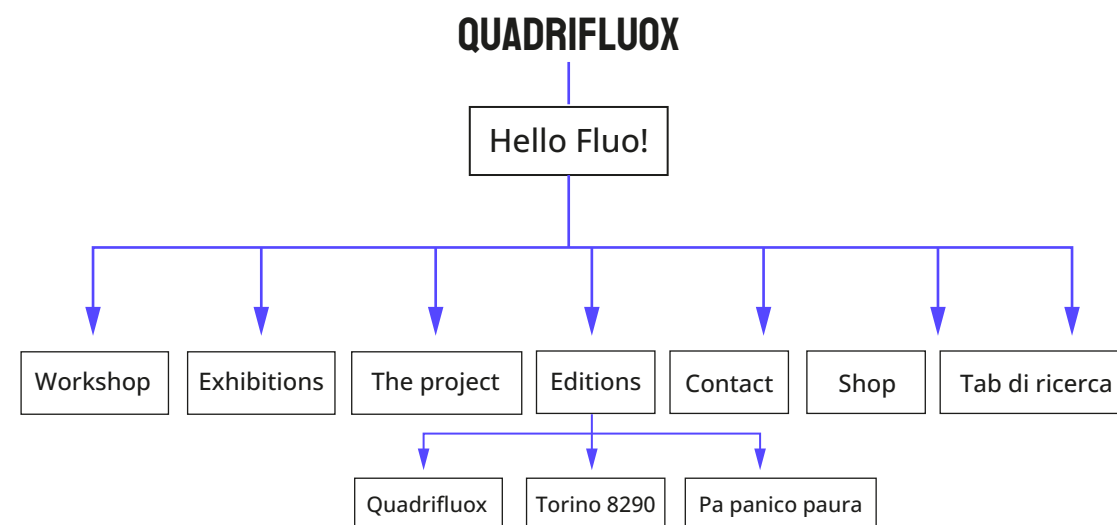 QUADRIFLUOX
Hello Fluo!
Workshop
Exhibitions
The project
Editions
Contact
Shop
Tab di ricerca
Quadrifluox
Torino 8290
Pa panico paura